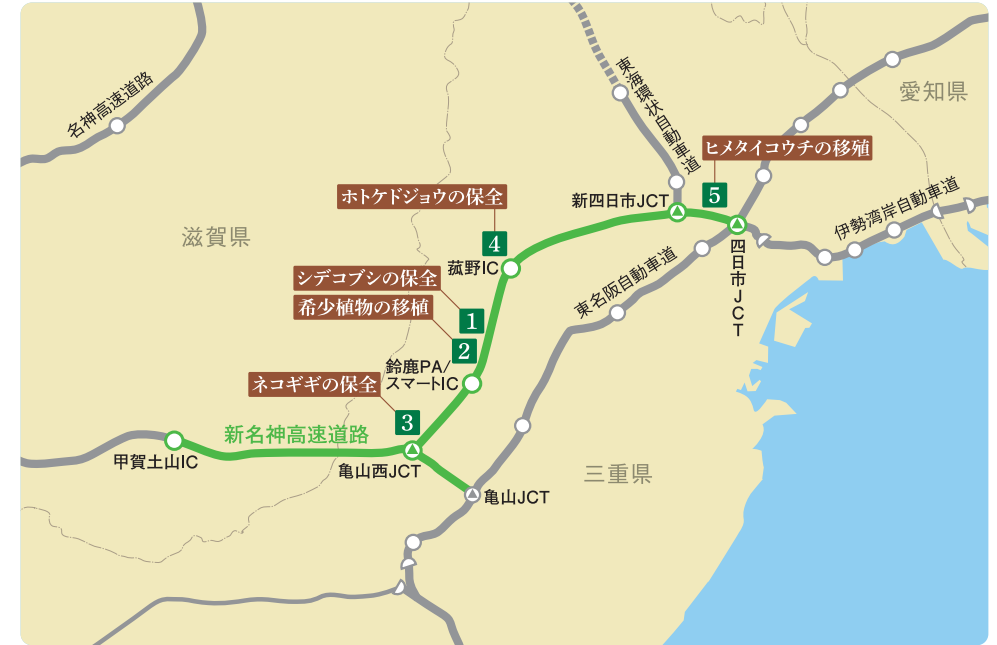 名神高速道路
東海環状自動車道
愛知県
ヒメタイコウチの移殖
5
ホトケドジョウの保全
4
新四日市JCT
伊勢湾岸自動車道
滋賀県
四日市JCT
菰野IC
東名阪自動車道
シデコブシの保全
1
希少植物の移植
2
鈴鹿PA/
スマートIC
ネコギギの保全
3
新名神高速道路
甲賀土山IC
亀山西JCT
三重県
亀山JCT